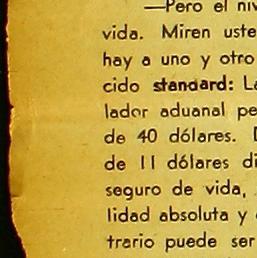 —Pero el niv
vida. Miren uste
hay a uno y otro
cido standard: La
lador aduanal pe
de 40 dólares. D
de 11 dólares di
seguro de vida,
lidad absoluta y
trario puede ser